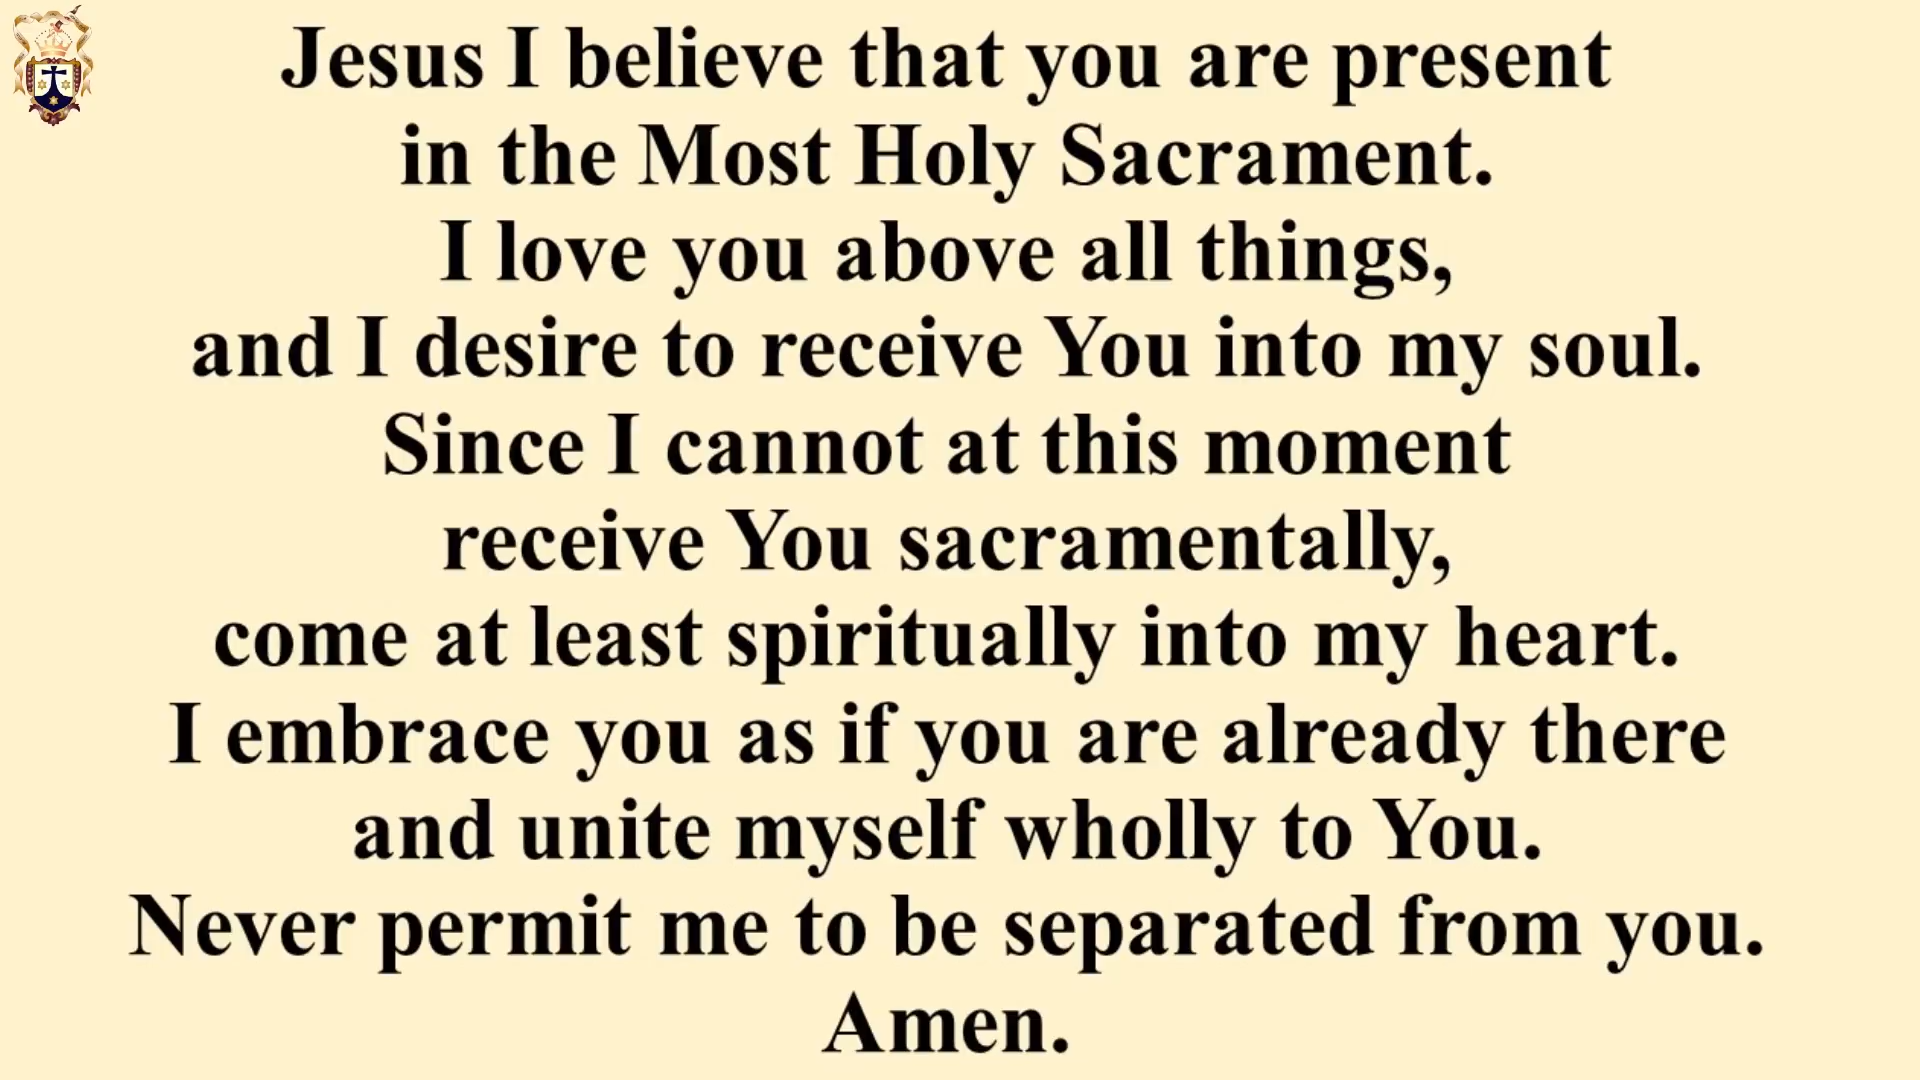 Jesus I believe that you are present
in the Most Holy Sacrament.
I love you above all things,
and I desire to receive You into my soul.
Since I cannot at this moment
receive You sacramentally,
come at least spiritually into my heart.
I embrace you as if you are already there
and unite myself wholly to You.
Never permit me to be separated from you.
Amen.